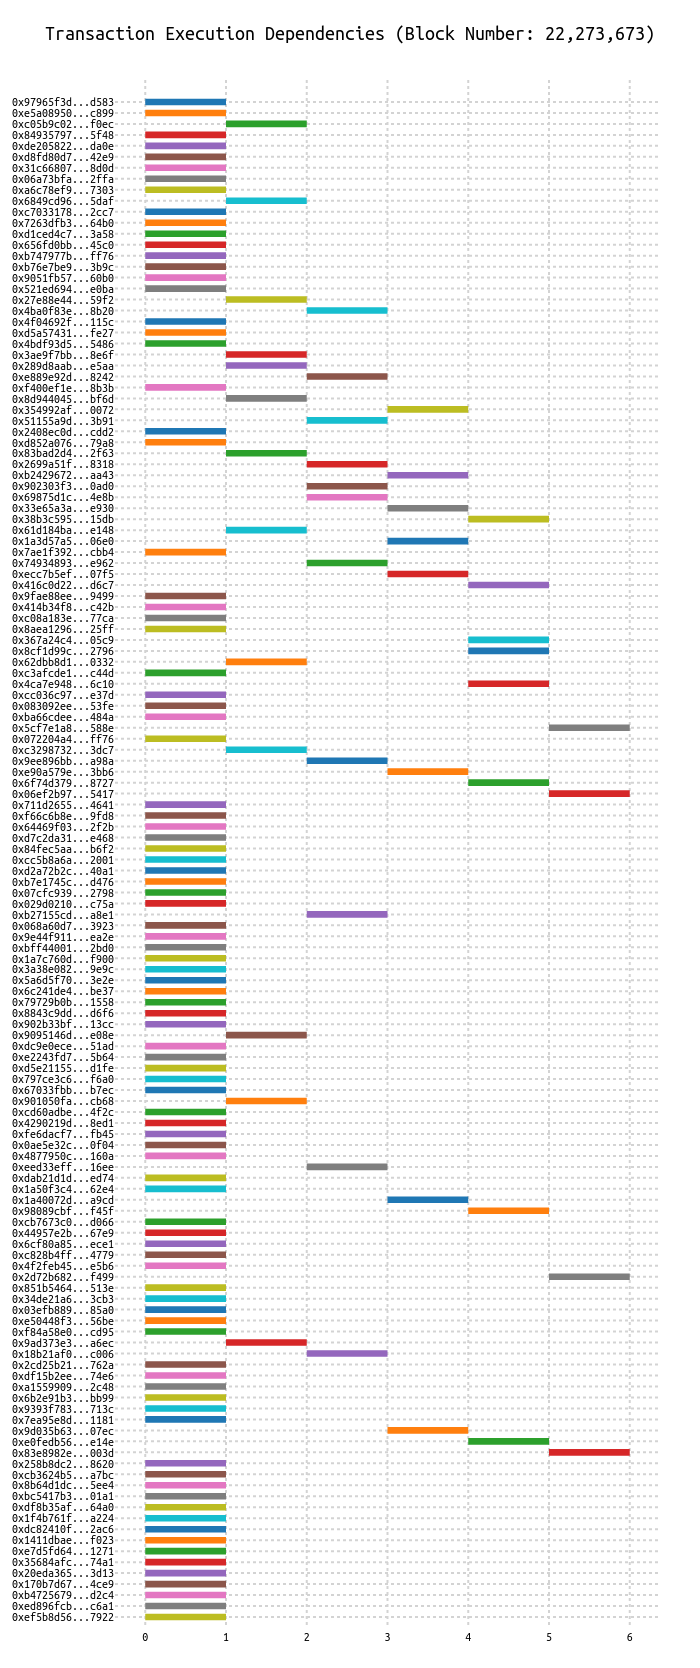 Transaction Execution Dependencies (Block Number: 22,273,673)
0x97965f3d...d583
0xe5a08950...c899
0xc05b9c02...f0ec
0x84935797...5f48
0xde205822...da0e
0xd8fd80d7...42e9
0x31c66807...8d0d
0x06a73bfa...2ffa
0xa6c78ef9...7303
0x6849cd96...5daf
0xc7033178...2cc7
0x7263dfb3...64b0
0xd1ced4c7...3a58
0x656fd0bb...45c0
0xb747977b...ff76
0xb76e7be9...3b9c
0x9051fb57...60b0
0x521ed694...e0ba
0x27e88e44...59f2
0x4ba0f83e...8b20
0x4f04692f...115c
0xd5a57431...fe27
0x4bdf93d5...5486
0x3ae9f7bb...8e6f
0x289d8aab...e5aa
0xe889e92d...8242
0xf400ef1e...8b3b
0x8d944045...bf6d
0x354992af...0072
0x51155a9d...3b91
0x2408ec0d...cdd2
0xd852a076...79a8
0x83bad2d4...2f63
0x2699a51f...8318
0xb2429672...aa43
0x902303f3...0ad0
0x69875d1c...4e8b
0x33e65a3a...e930
0x38b3c595...15db
0x61d184ba...e148
0x1a3d57a5...06e0
0x7ae1f392...cbb4
0x74934893...e962
0xecc7b5ef...07f5
0x416c0d22...d6c7
0x9fae88ee...9499
0x414b34f8...c42b
0xc08a183e...77ca
0x8aea1296...25ff
0x367a24c4...05c9
0x8cf1d99c...2796
0x62dbb8d1...0332
0xc3afcde1...c44d
0x4ca7e948...6c10
0xcc036c97...e37d
0x083092ee...53fe
0xba66cdee...484a
0x5cf7e1a8...588e
0x072204a4...ff76
0xc3298732...3dc7
0x9ee896bb...a98a
0xe90a579e...3bb6
0x6f74d379...8727
0x06ef2b97...5417
0x711d2655...4641
0xf66c6b8e...9fd8
0x64469f03...2f2b
0xd7c2da31...e468
0x84fec5aa...b6f2
0xcc5b8a6a...2001
0xd2a72b2c...40a1
0xb7e1745c...d476
0x07cfc939...2798
0x029d0210...c75a
0xb27155cd...a8e1
0x068a60d7...3923
0x9e44f911...ea2e
0xbff44001...2bd0
0x1a7c760d...f900
0x3a38e082...9e9c
0x5a6d5f70...3e2e
0x6c241de4...be37
0x79729b0b...1558
0x8843c9dd...d6f6
0x902b33bf...13cc
0x9095146d...e08e
0xdc9e0ece...51ad
0xe2243fd7...5b64
0xd5e21155...d1fe
0x797ce3c6...f6a0
0x67033fbb...b7ec
0x901050fa...cb68
0xcd60adbe...4f2c
0x4290219d...8ed1
0xfe6dacf7...fb45
0x0ae5e32c...0f04
0x4877950c...160a
0xeed33eff...16ee
0xdab21d1d...ed74
0x1a50f3c4...62e4
0x1a40072d...a9cd
0x98089cbf...f45f
0xcb7673c0...d066
0x44957e2b...67e9
0x6cf80a85...ece1
0xc828b4ff...4779
0x4f2feb45...e5b6
0x2d72b682...f499
0x851b5464...513e
0x34de21a6...3cb3
0x03efb889...85a0
0xe50448f3...56be
0xf84a58e0...cd95
0x9ad373e3...a6ec
0x18b21af0...c006
0x2cd25b21...762a
0xdf15b2ee...74e6
0xa1559909...2c48
0x6b2e91b3...bb99
0x9393f783...713c
0x7ea95e8d...1181
0x9d035b63...07ec
0xe0fedb56...e14e
0x83e8982e...003d
0x258b8dc2...8620
0xcb3624b5...a7bc
0x8b64d1dc...5ee4
0xbc5417b3...01a1
0xdf8b35af...64a0
0x1f4b761f...a224
0xdc82410f...2ac6
0x1411dbae...f023
0xe7d5fd64...1271
0x35684afc...74a1
0x20eda365...3d13
0x170b7d67...4ce9
0xb4725679...d2c4
0xed896fcb...c6a1
0xef5b8d56...7922
0 1 2 3 4 5 6